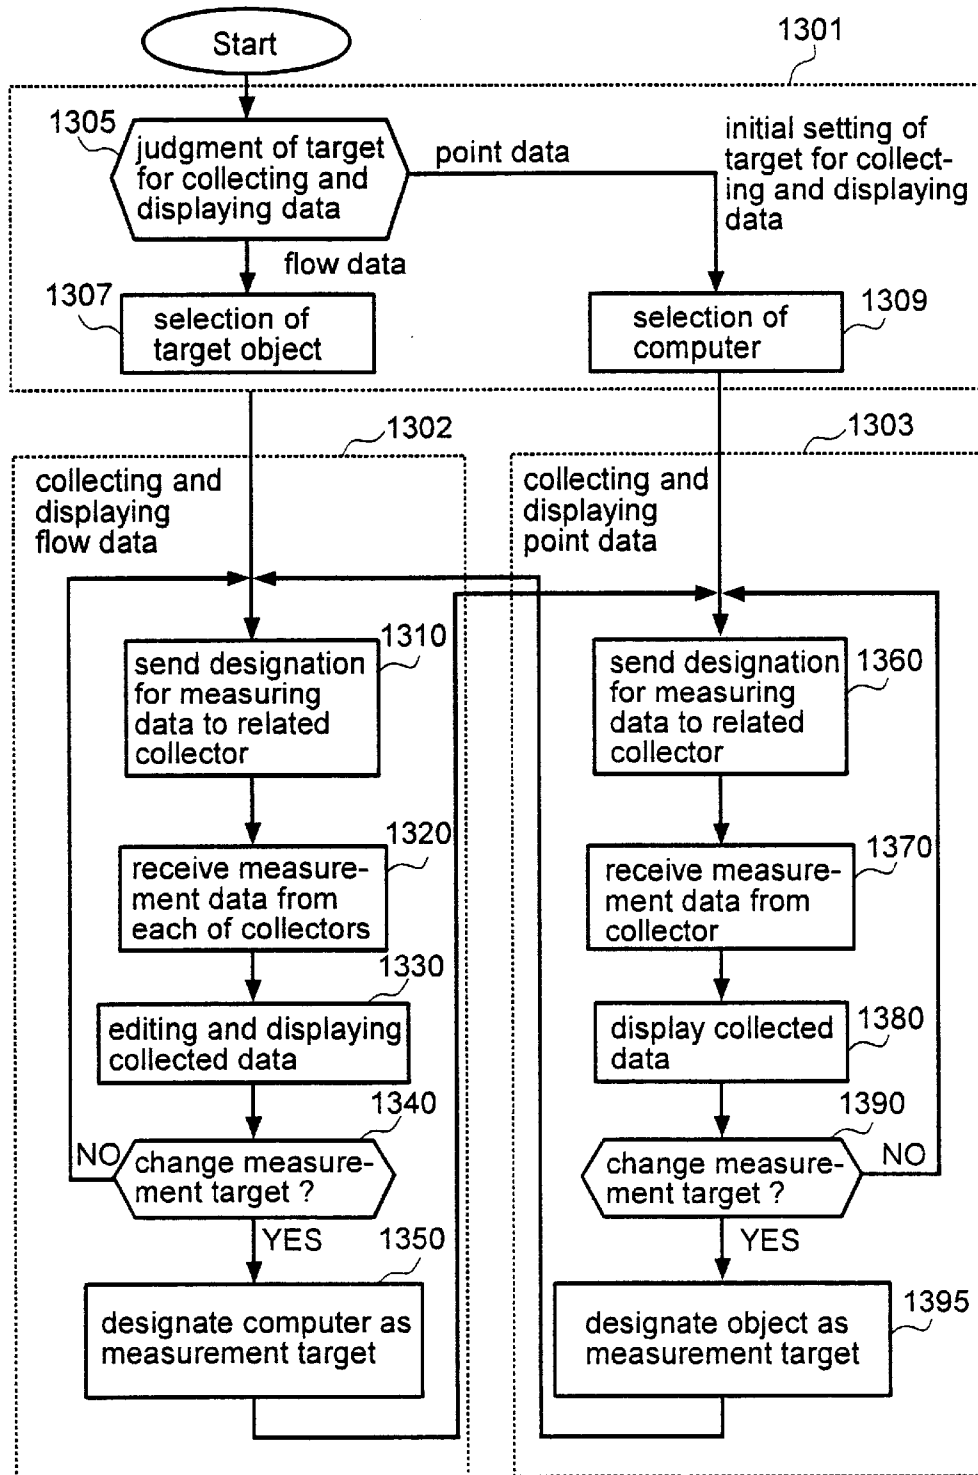 Start
1301
1305
judgment of target
for collecting and
displaying data
point data
initial setting of
target for collect-
ing and displaying
data
flow data
1307
selection of
target object
1309
selection of
computer
1302
collecting and
displaying
flow data
1303
collecting and
displaying
point data
1310
send designation
for measuring
data to related
collector
1320
receive measure-
ment data from
each of collectors
1330
editing and displaying
collected data
1340
change measure-
ment target ?
NO
YES
1350
designate computer as
measurement target
1360
send designation
for measuring
data to related
collector
1370
receive measure-
ment data from
collector
1380
display collected
data
1390
change measure-
ment target ?
NO
YES
1395
designate object as
measurement target